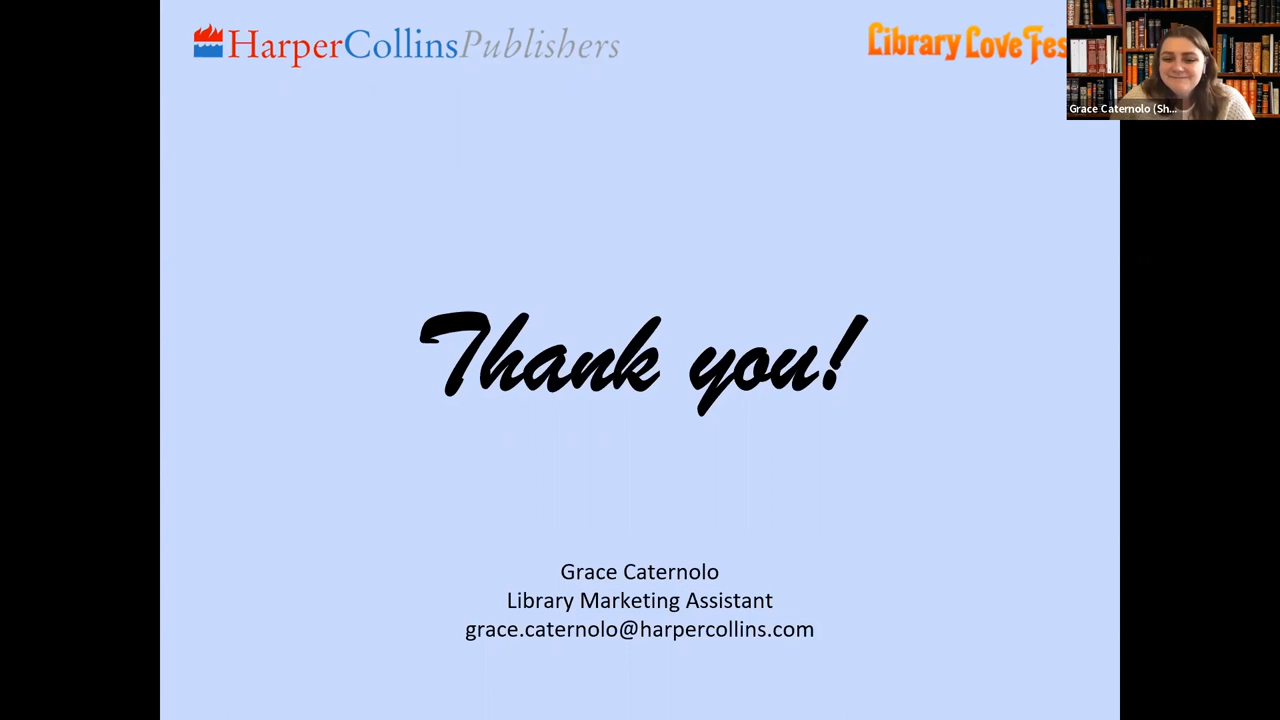 HarperCollinsPublishers
Library Love Fes
Grace Caternolo (Sh...
Thank you!
Grace Caternolo
Library Marketing Assistant
grace.caternolo@harpercollins.com